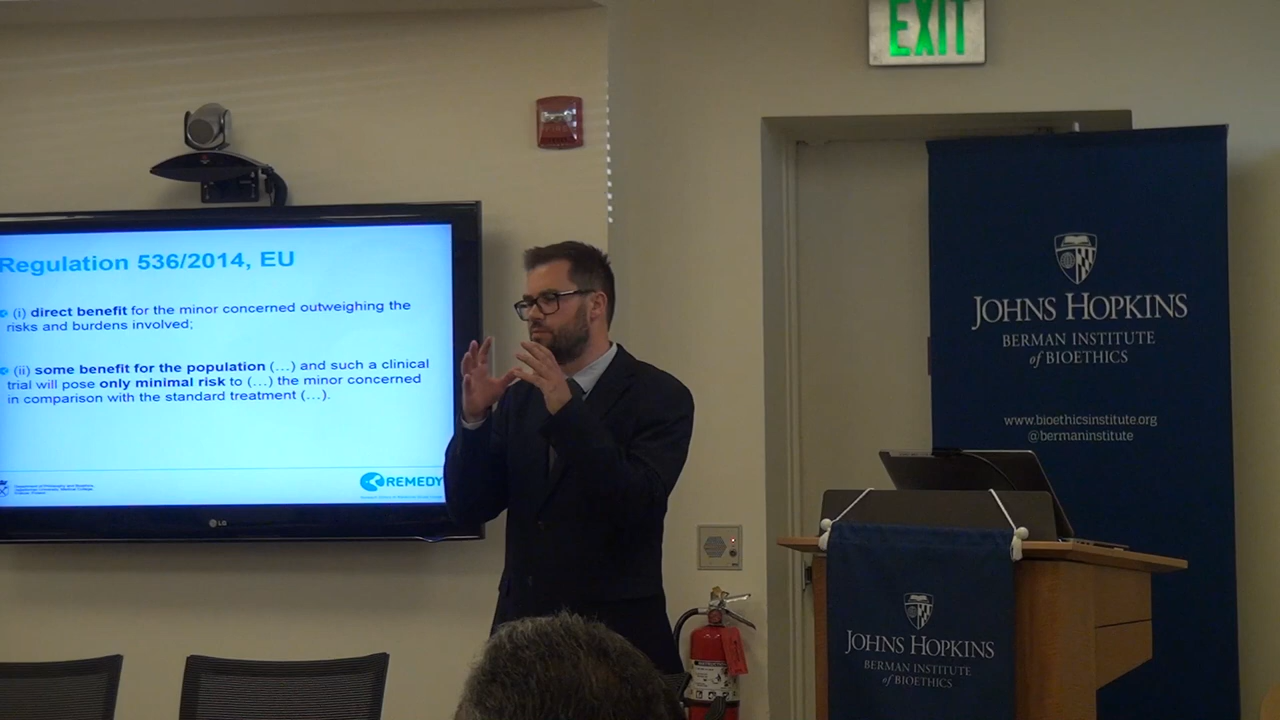 EXIT
Regulation 536/2014, EU
(i) direct benefit for the minor concerned outweighing the
risks and burdens involved;
(ii) some benefit for the population (...) and such a clinical
trial will pose only minimal risk to (...) the minor concerned
in comparison with the standard treatment (...).
REMEDY
LG
JOHNS HOPKINS
BERMAN INSTITUTE
of BIOETHICS
www.bioethicsinstitute.org
@bermaninstitute
JOHNS HOPKINS
BERMAN INSTITUTE
of BIOETHICS